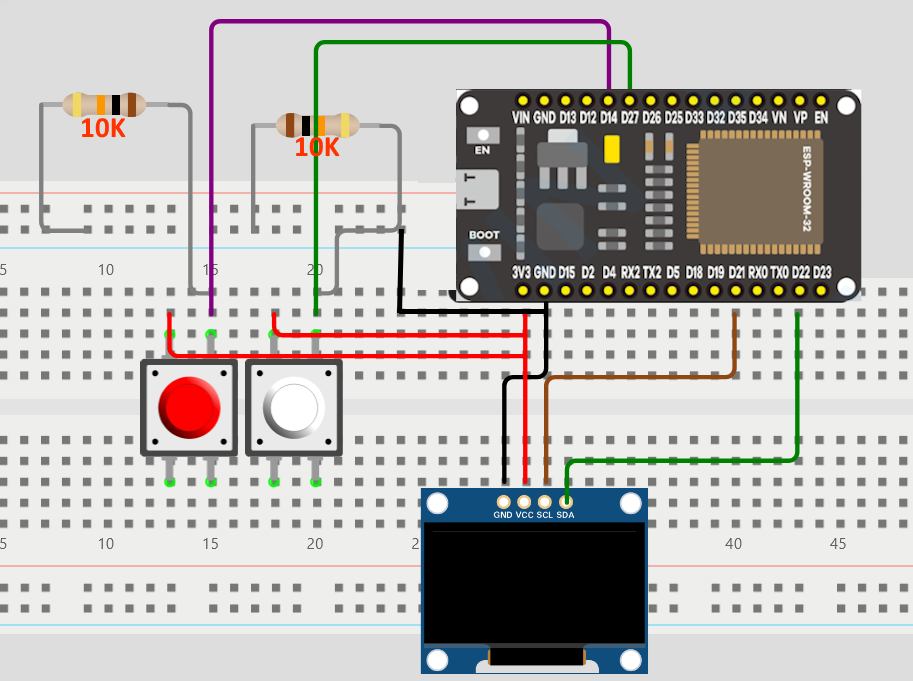 10K
10K
VIN GND D13 D12 D14 D27 D26 D25 D33 D32 D35 D34 VN VP EN
EN
ESP-WROOM-32
BOOT
3V3 GND D15 D2 D4 RX2 TX2 D5 D18 D19 D21 RX0 TX0 D22 D23
5 10 15 20
GND VCC SCL SDA
5 10 15 20 2 40 45